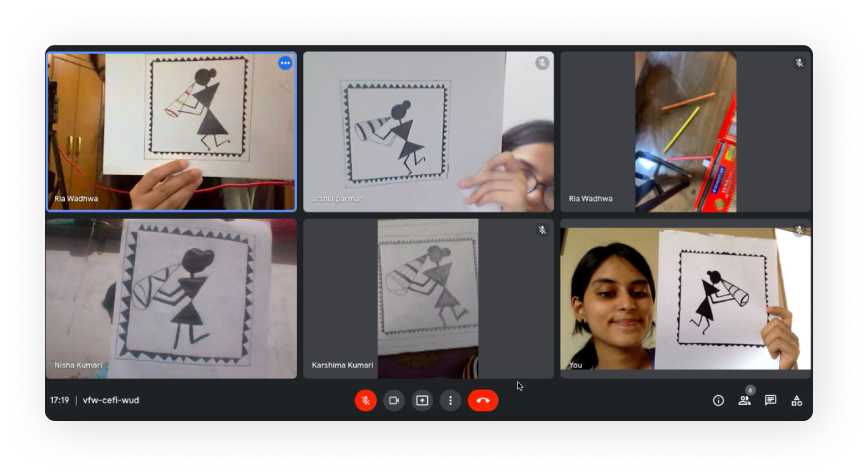 Ria Wadhwa
arshia parmar
Ria Wadhwa
Nisha Kumari
Karshima Kumari
You
17:19 | vfw-cefi-wud
6